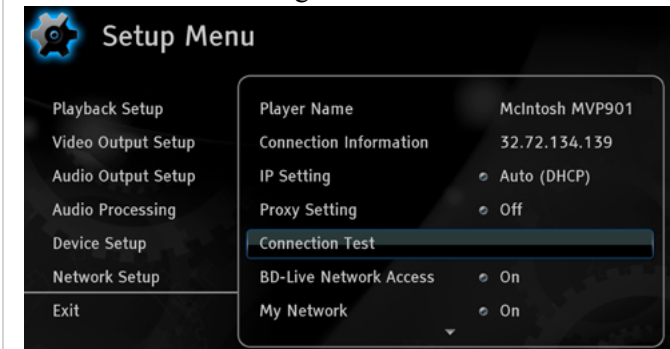 Setup Menu
Playback Setup
Video Output Setup
Audio Output Setup
Audio Processing
Device Setup
Network Setup
Exit
Player Name McIntosh MVP901
Connection Information 32.72.134.139
IP Setting Auto (DHCP)
Proxy Setting Off
Connection Test
BD-Live Network Access On
My Network On